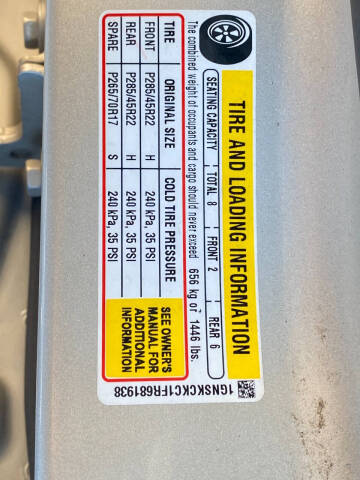 TIRE AND LOADING INFORMATION
SEATING CAPACITY TOTAL 8 FRONT 2 REAR 6
The combined weight of occupants and cargo should never exceed 656 kg or 1446 lbs.
TIRE ORIGINAL SIZE COLD TIRE PRESSURE
FRONT P285/45R22 H 240 kPa, 35 PSI
REAR P285/45R22 H 240 kPa, 35 PSI
SPARE P265/70R17 S 240 kPa, 35 PSI
SEE OWNER'S
MANUAL FOR
ADDITIONAL
INFORMATION
1GNSKCKC1FR681938